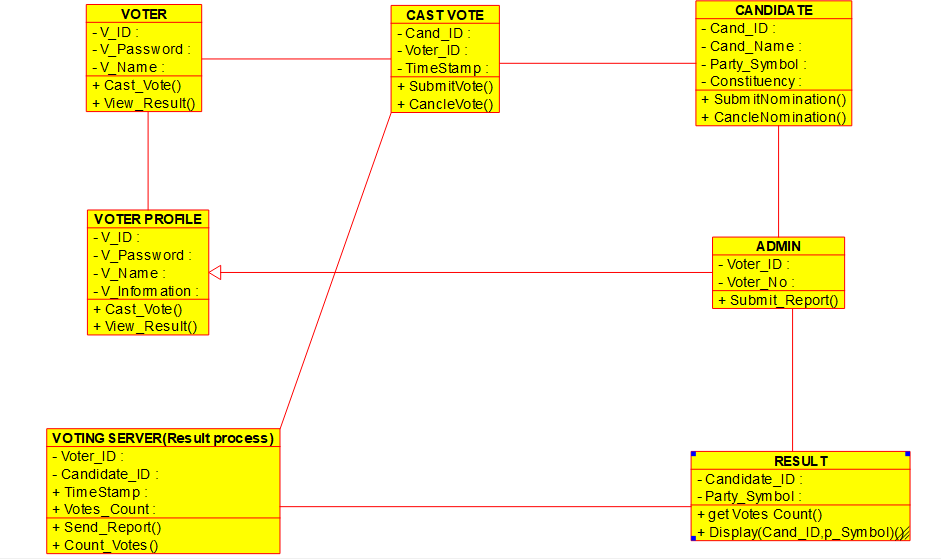 VOTER
- V_ID :
- V_Password :
- V_Name :
+ Cast_Vote()
+ View_Result()
CAST VOTE
- Cand_ID :
- Voter_ID :
- TimeStamp :
+ SubmitVote()
+ CancleVote()
CANDIDATE
- Cand_ID :
- Cand_Name :
- Party_Symbol :
- Constituency :
+ SubmitNomination()
+ CancleNomination()
VOTER PROFILE
- V_ID :
- V_Password :
- V_Name :
- V_Information :
+ Cast_Vote()
+ View_Result()
ADMIN
- Voter_ID :
- Voter_No :
+ Submit_Report()
VOTING SERVER(Result process)
- Voter_ID :
- Candidate_ID :
+ TimeStamp :
+ Votes_Count :
+ Send_Report()
+ Count_Votes()
RESULT
- Candidate_ID :
- Party_Symbol :
+ get Votes Count()
+ Display(Cand_ID,p_Symbol)()